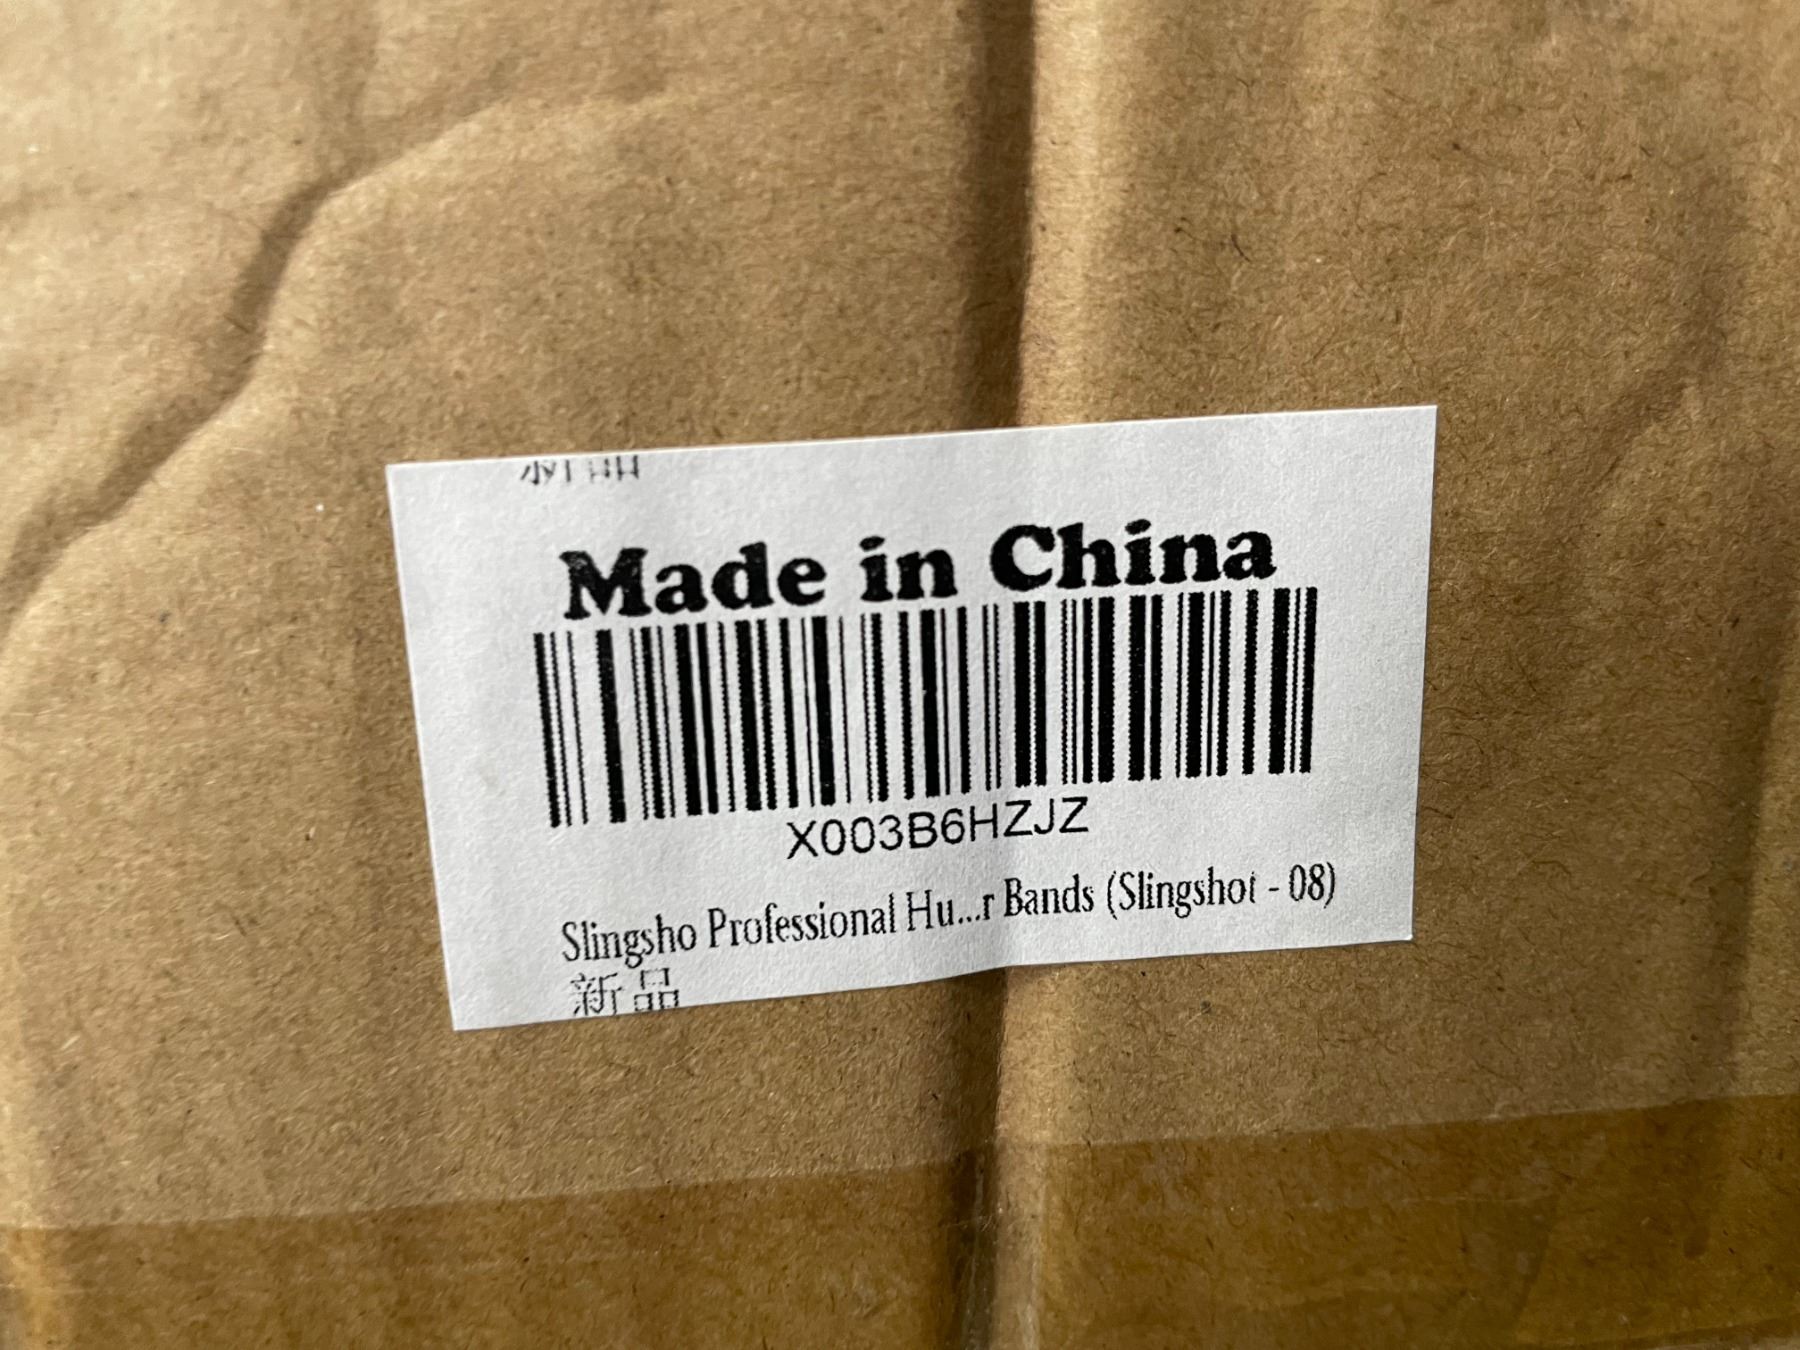 Made in China
X003B6HZJZ
Slingsho Professional Hu...r Bands (Slingshot - 08)
新品